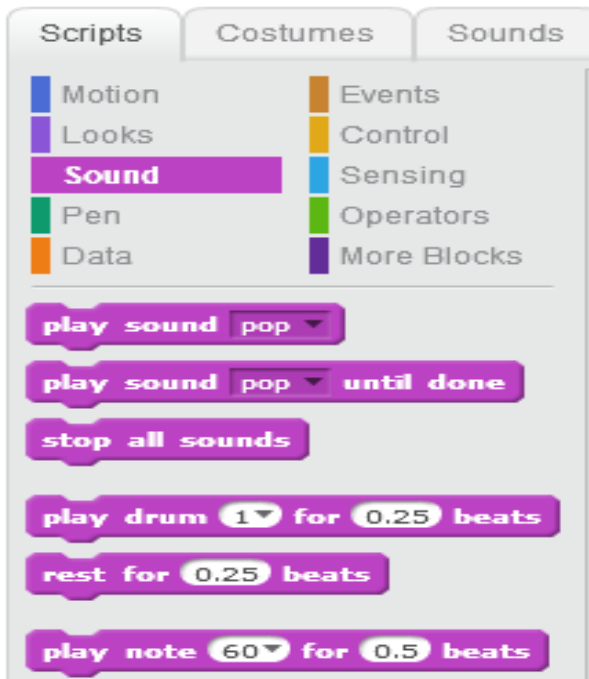 Scripts Costumes Sounds
Motion Events
Looks Control
Sound Sensing
Pen Operators
Data More Blocks
play sound pop
play sound pop until done
stop all sounds
play drum 1 for 0.25 beats
rest for 0.25 beats
play note 60 for 0.5 beats